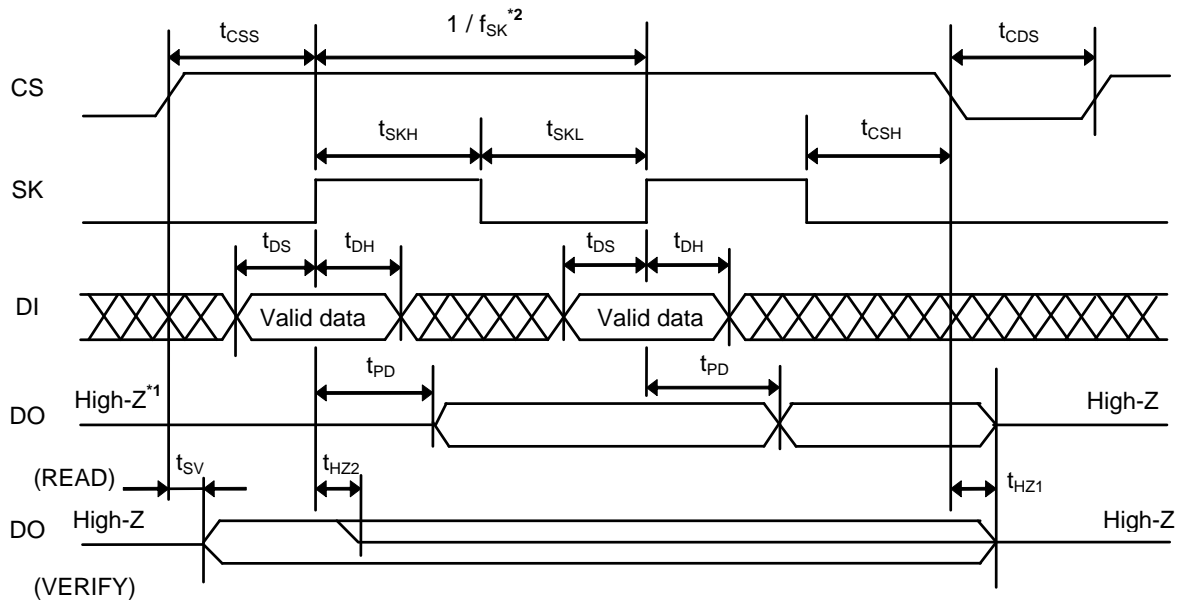 tCSS 1 / fSK*2 tCDS
CS
tSKH tSKL tCSH
SK
tDS tDH tDS tDH
DI Valid data Valid data
tPD tPD
High-Z*1 High-Z
DO
(READ) tSV tHZ2 tHZ1
DO High-Z High-Z
(VERIFY)